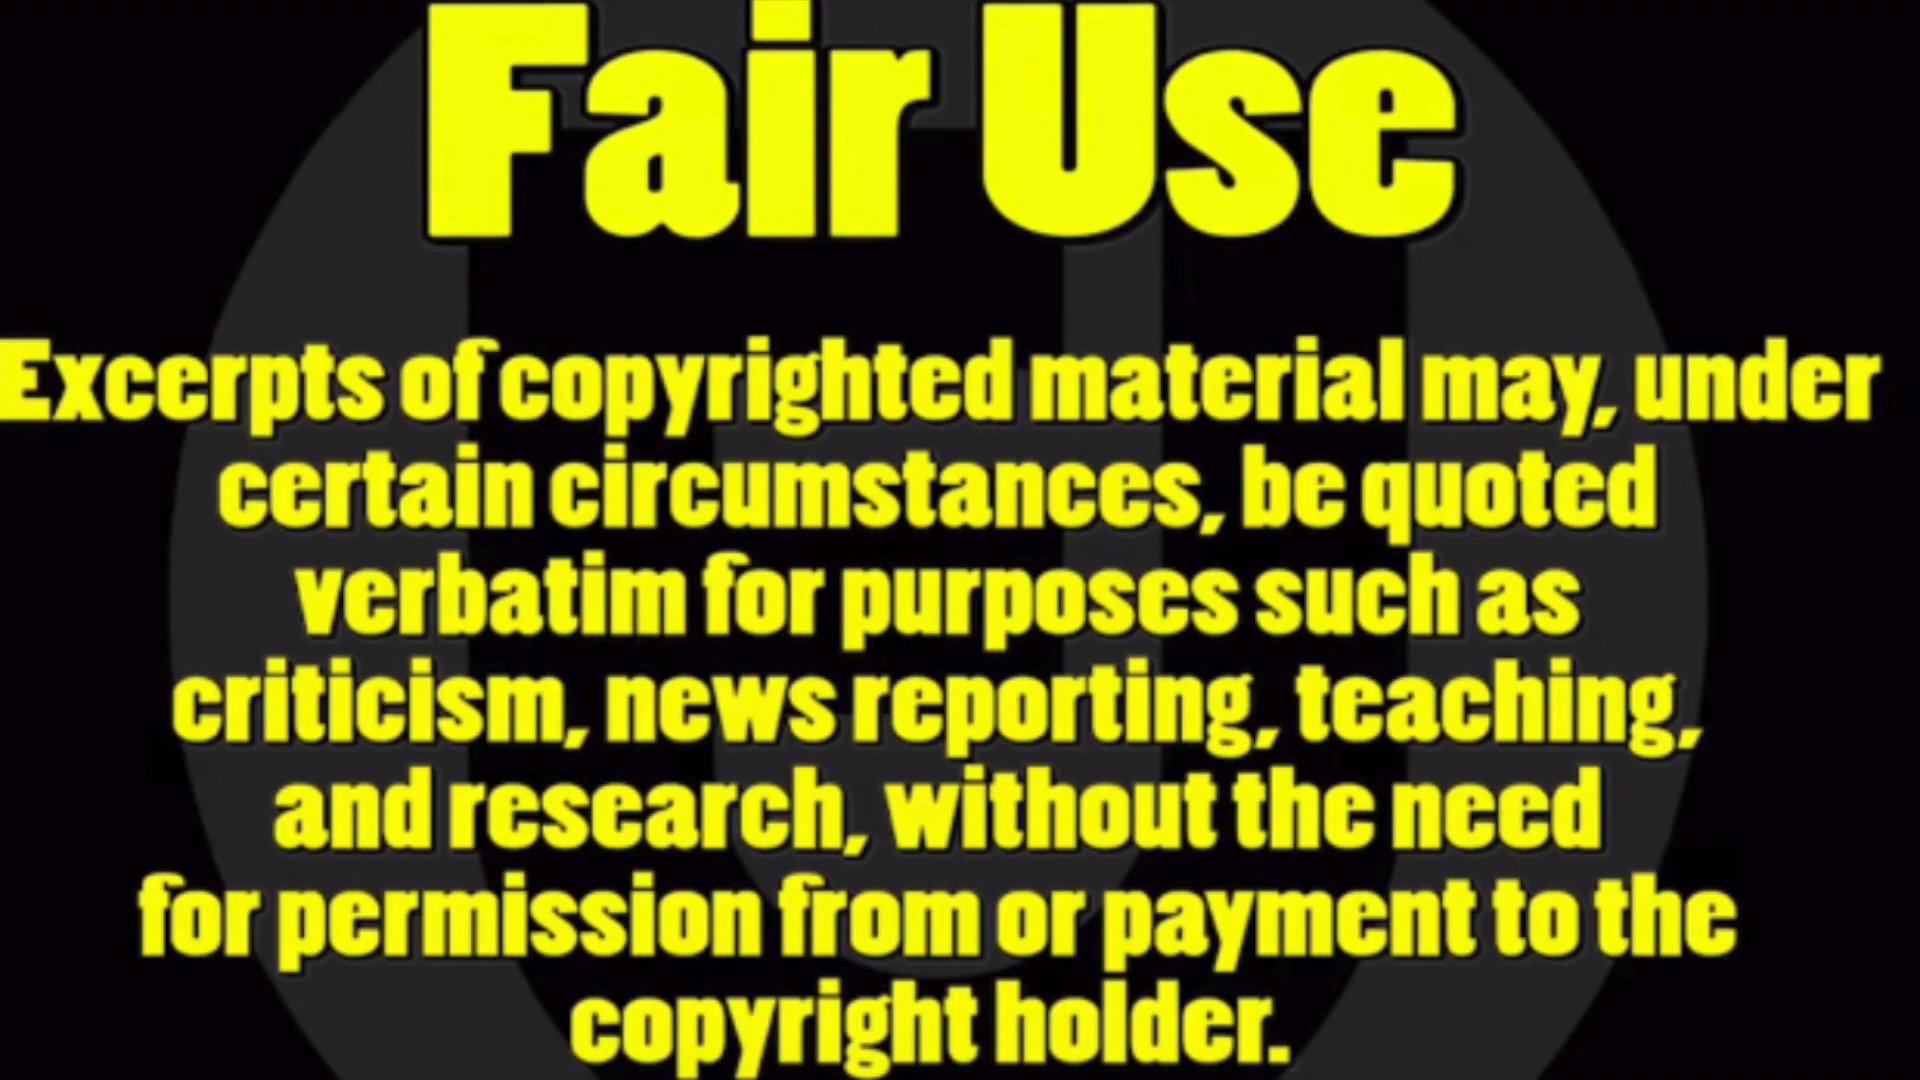 Fair Use
Excerpts of copyrighted material may, under
certain circumstances, be quoted
verbatim for purposes such as
criticism, news reporting, teaching,
and research, without the need
for permission from or payment to the
copyright holder.